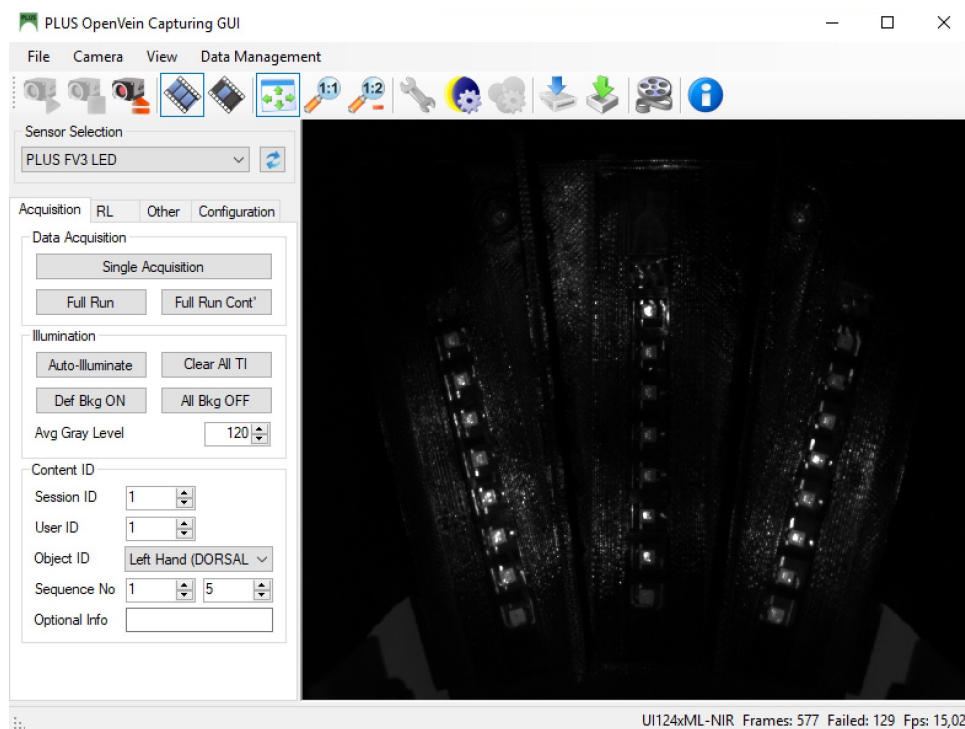 PLUS OpenVein Capturing GUI
File Camera View Data Management
1:1 1:2
Sensor Selection
PLUS FV3 LED
Acquisition RL Other Configuration
Data Acquisition
Single Acquisition
Full Run Full Run Cont'
Illumination
Auto-Illuminate Clear All TI
Def Bkg ON All Bkg OFF
Avg Gray Level 120
Content ID
Session ID 1
User ID 1
Object ID Left Hand (DORSAL
Sequence No 1 5
Optional Info
UI124xML-NIR Frames: 577 Failed: 129 Fps: 15,02